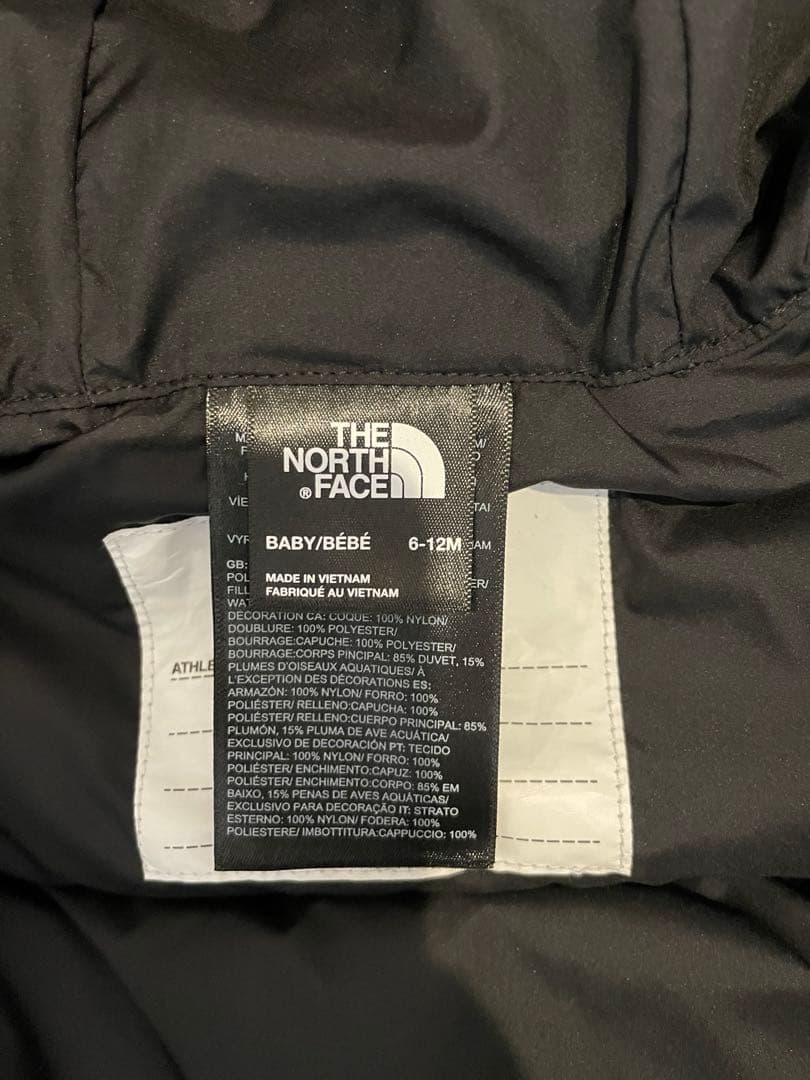 THE
NORTH
® FACE
BABY/BÉBÉ 6-12M
MADE IN VIETNAM
FABRIQUÉ AU VIETNAM
GB:
DÉCORATION CA: COQUE: 100% NYLON/
DOUBLURE: 100% POLYESTER/
BOURRAGE:CAPUCHE: 100% POLYESTER/
BOURRAGE:CORPS PINCIPAL: 85% DUVET, 15%
PLUMES D'OISEAUX AQUATIQUES/ À
L'EXCEPTION DES DÉCORATIONS ES:
ARMAZÓN: 100% NYLON/ FORRO: 100%
POLIÉSTER/ RELLENO:CAPUCHA: 100%
POLIÉSTER/ RELLENO:CUERPO PRINCIPAL: 85%
PLUMÓN, 15% PLUMA DE AVE ACUÁTICA/
EXCLUSIVO DE DECORACIÓN PT: TECIDO
PRINCIPAL: 100% NYLON/ FORRO: 100%
POLIÉSTER/ ENCHIMENTO:CAPUZ: 100%
POLIÉSTER/ ENCHIMENTO:CORPO: 85% EM
BAIXO, 15% PENAS DE AVES AQUÁTICAS/
EXCLUSIVO PARA DECORAÇÃO IT: STRATO
ESTERNO: 100% NYLON/ FODERA: 100%
POLIESTERE/ IMBOTTITURA:CAPPUCCIO: 100%